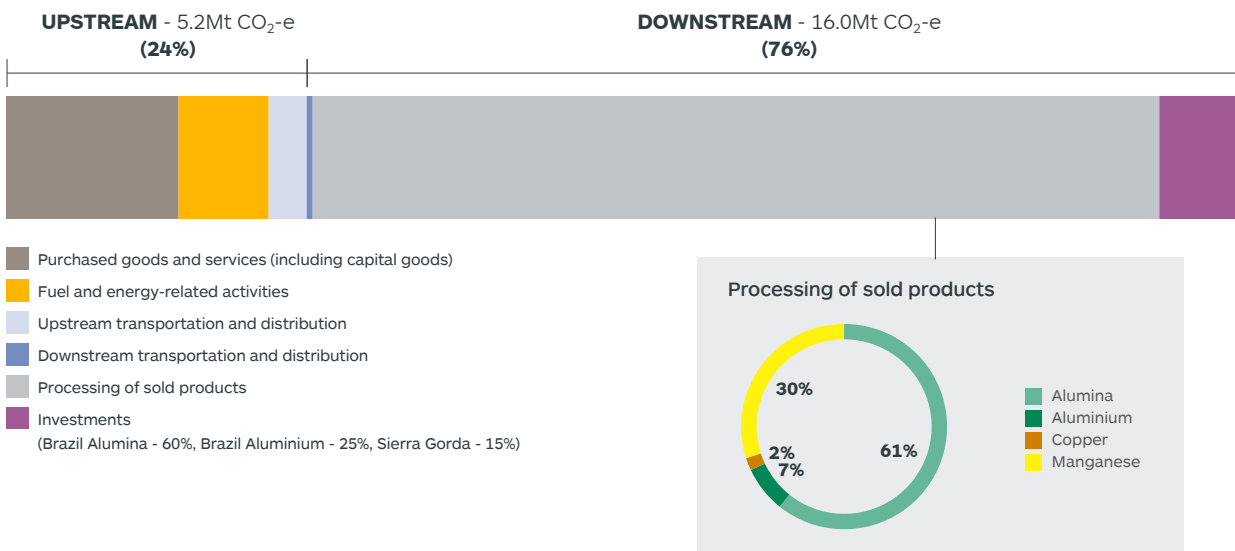 UPSTREAM - 5.2Mt CO₂-e
(24%)
DOWNSTREAM - 16.0Mt CO₂-e
(76%)
Purchased goods and services (including capital goods)
Fuel and energy-related activities
Upstream transportation and distribution
Downstream transportation and distribution
Processing of sold products
Investments
(Brazil Alumina - 60%, Brazil Aluminium - 25%, Sierra Gorda - 15%)
Processing of sold products
30%
2%
7%
61%
Alumina
Aluminium
Copper
Manganese